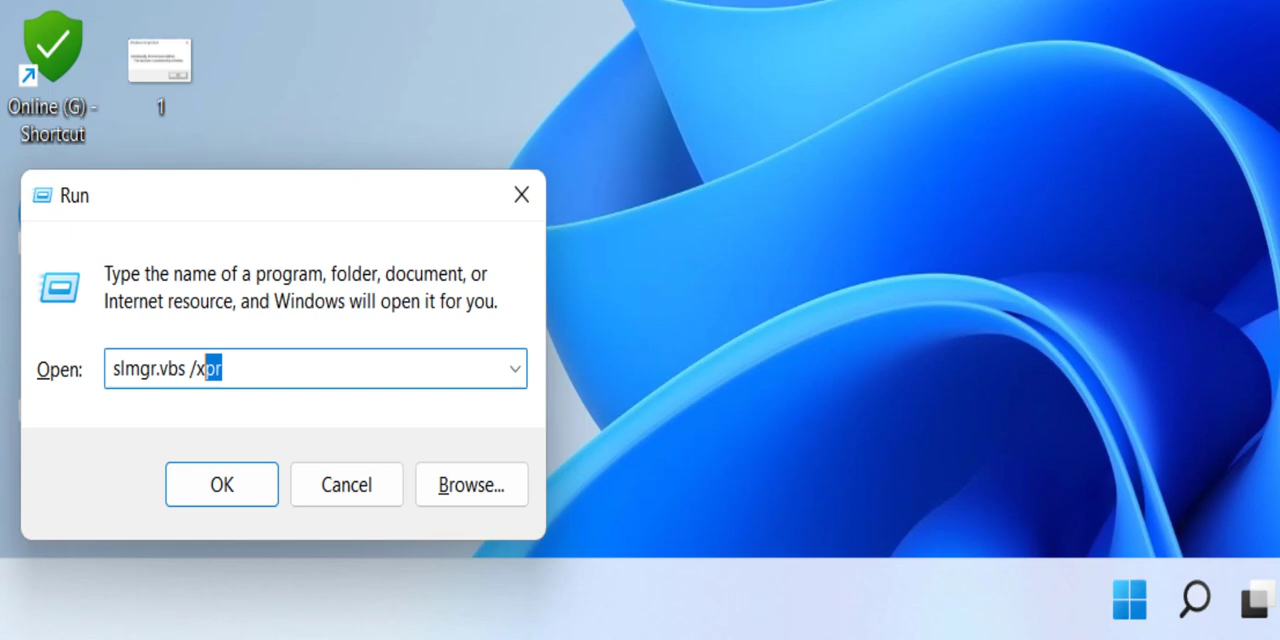 Online (G) -
Shortcut
1
Run
Type the name of a program, folder, document, or
Internet resource, and Windows will open it for you.
Open:
slmgr.vbs /xpr
OK
Cancel
Browse...